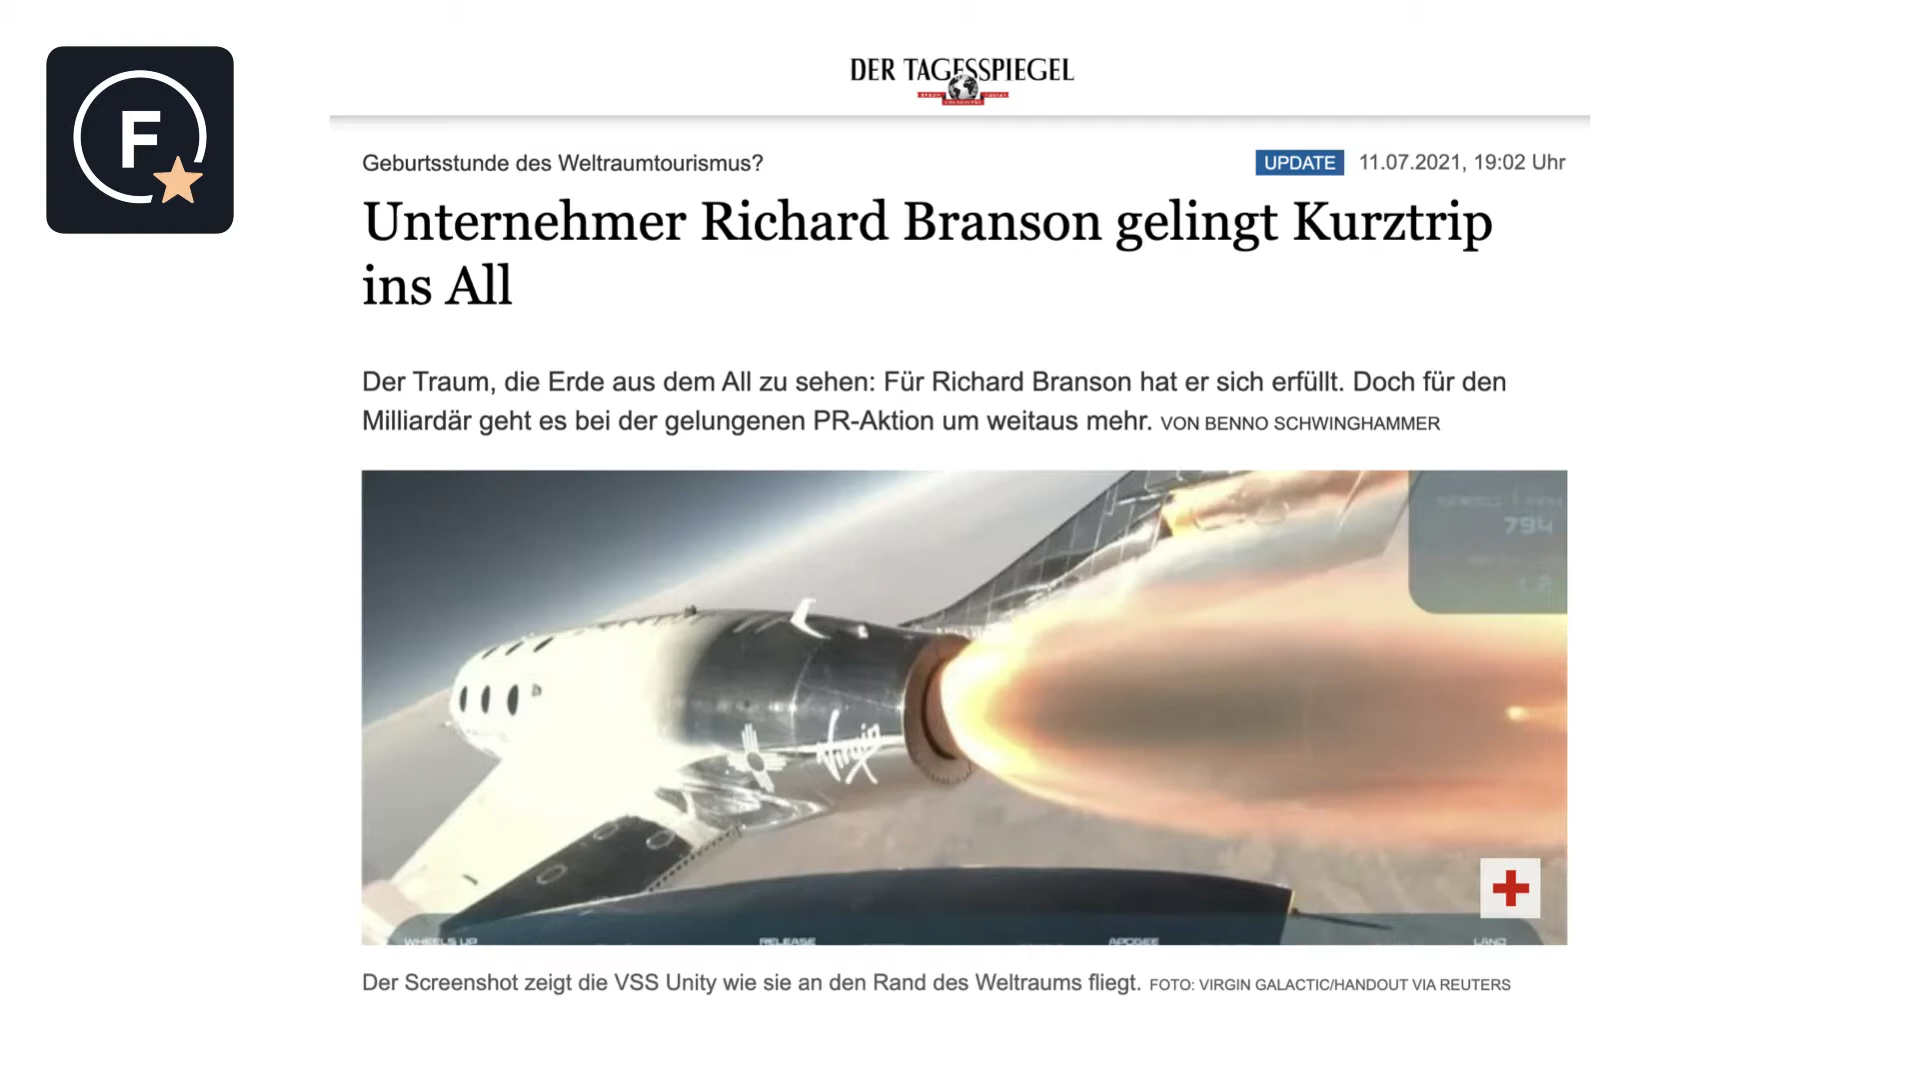 F
DER TAGESSPIEGEL
Geburtsstunde des Weltraumtourismus?
UPDATE 11.07.2021, 19:02 Uhr
Unternehmer Richard Branson gelingt Kurztrip
ins All
Der Traum, die Erde aus dem All zu sehen: Für Richard Branson hat er sich erfüllt. Doch für den
Milliardär geht es bei der gelungenen PR-Aktion um weitaus mehr. VON BENNO SCHWINGHAMMER
794
Virgin
WHEELS UP RELEASE APOGEE LAND
Der Screenshot zeigt die VSS Unity wie sie an den Rand des Weltraums fliegt. FOTO: VIRGIN GALACTIC/HANDOUT VIA REUTERS